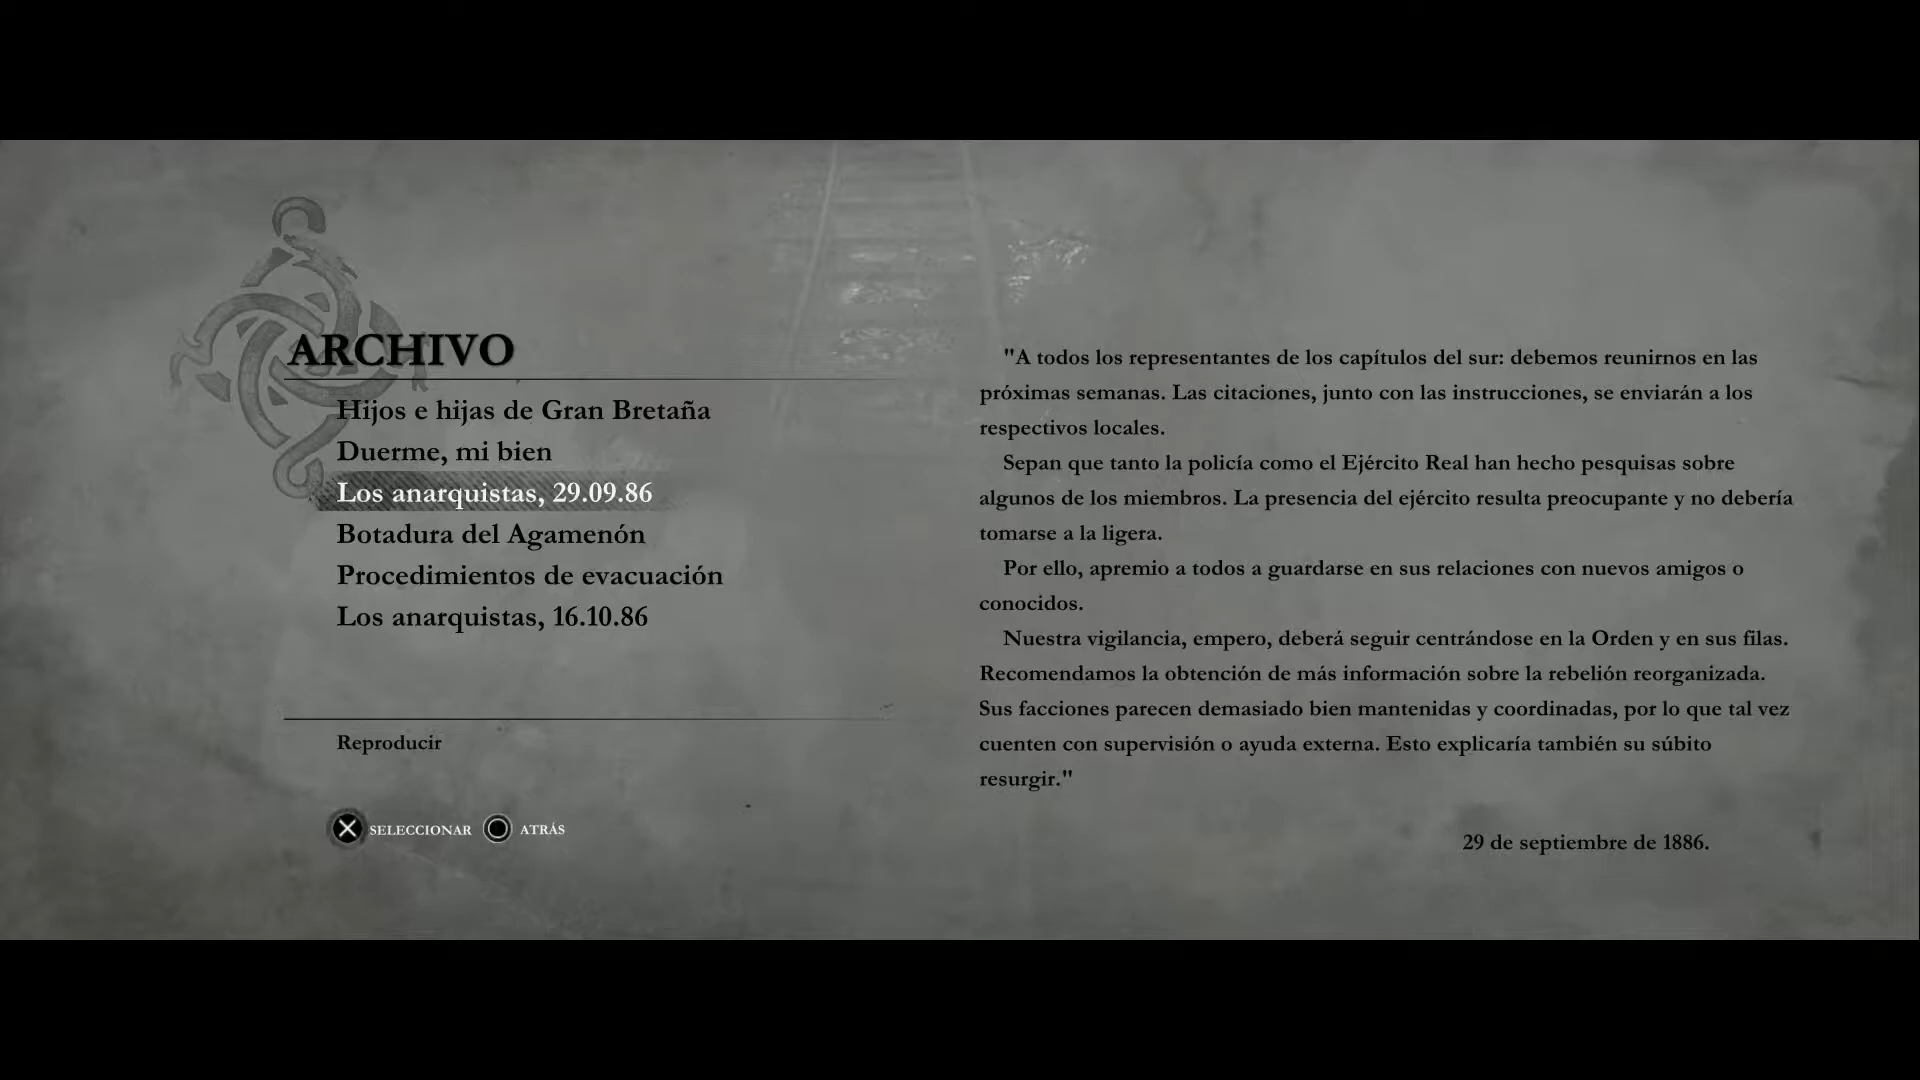 ARCHIVO
Hijos e hijas de Gran Bretaña
Duerme, mi bien
Los anarquistas, 29.09.86
Botadura del Agamenón
Procedimientos de evacuación
Los anarquistas, 16.10.86
Reproducir
SELECCIONAR
ATRÁS
"A todos los representantes de los capítulos del sur: debemos reunirnos en las
próximas semanas. Las citaciones, junto con las instrucciones, se enviarán a los
respectivos locales.
Sepan que tanto la policía como el Ejército Real han hecho pesquisas sobre
algunos de los miembros. La presencia del ejército resulta preocupante y no debería
tomarse a la ligera.
Por ello, apremio a todos a guardarse en sus relaciones con nuevos amigos o
conocidos.
Nuestra vigilancia, empero, deberá seguir centrándose en la Orden y en sus filas.
Recomendamos la obtención de más información sobre la rebelión reorganizada.
Sus facciones parecen demasiado bien mantenidas y coordinadas, por lo que tal vez
cuenten con supervisión o ayuda externa. Esto explicaría también su súbito
resurgir."
29 de septiembre de 1886.